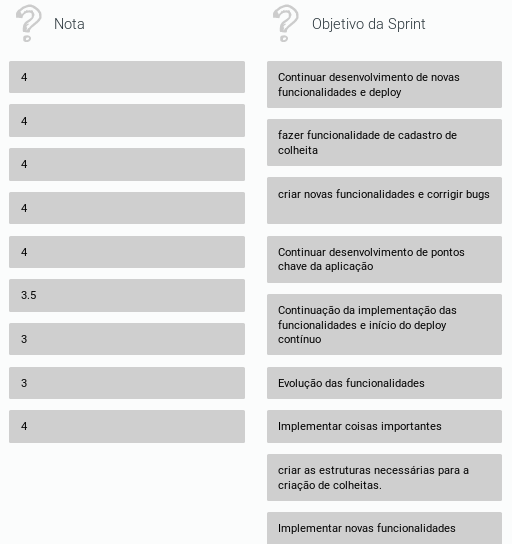 Nota
4
4
4
4
4
3.5
3
3
4
Objetivo da Sprint
Continuar desenvolvimento de novas
funcionalidades e deploy
fazer funcionalidade de cadastro de
colheita
criar novas funcionalidades e corrigir bugs
Continuar desenvolvimento de pontos
chave da aplicação
Continuação da implementação das
funcionalidades e início do deploy
contínuo
Evolução das funcionalidades
Implementar coisas importantes
criar as estruturas necessárias para a
criação de colheitas.
Implementar novas funcionalidades